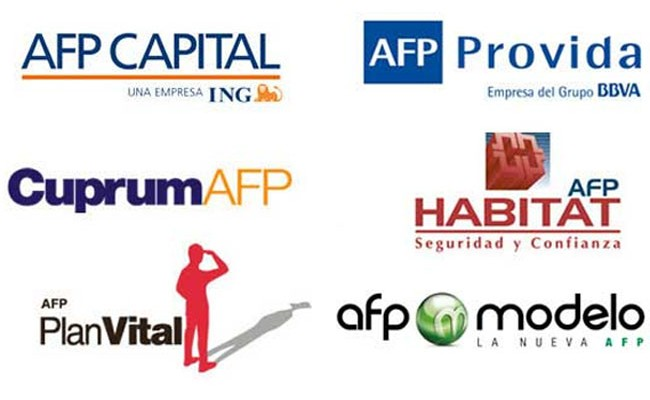 AFP CAPITAL
UNA EMPRESA ING
AFP Provida
Empresa del Grupo BBVA
CuprumAFP
AFP
HABITAT
Seguridad y Confianza
AFP
PlanVital
afp m modelo
LA NUEVA AFP